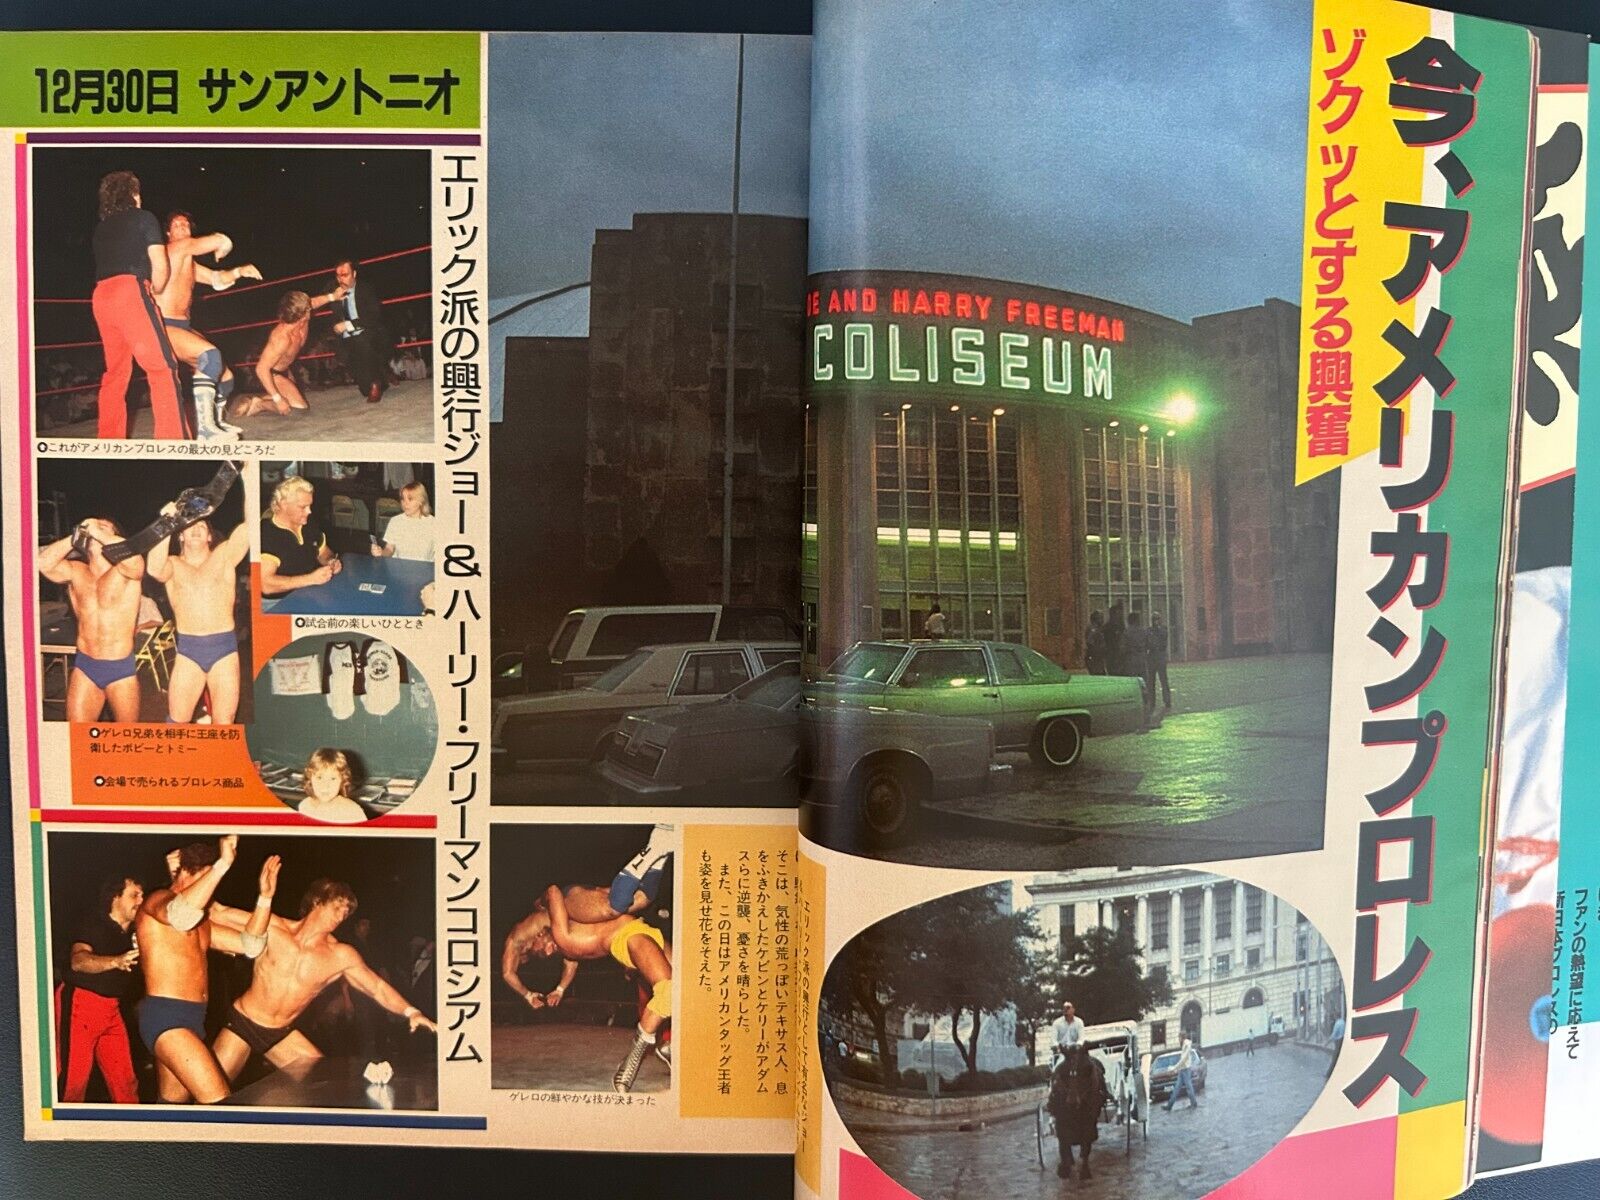 今、アメリカンプロレス
ゾクッとする興奮
12月30日 サンアントニオ
エリック派の興行ジョー&ハーリー・フリーマンコロシアム
AND HARRY FREEMAN
COLISEUM
これがアメリカンプロレスの最大の見どころだ
試合前の楽しいひととき
ゲレロ兄弟を相手に王座を防
衛したボビーとトミー
会場で売られるプロレス商品
ゲレロの鮮やかな技が決まった
そこは、気性の荒っぽいテキサス人、息
をふきかえしたケビンとケリーがアダム
スらに逆襲、憂さを晴らした。
また、この日はアメリカンタッグ王者
も姿を見せ花をそえた。
ファンの熱望に応えて
新日本プロレスの